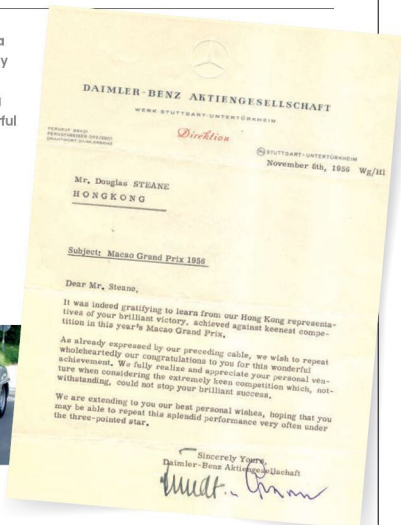 a
y
ful
DAIMLER-BENZ AKTIENGESELLSCHAFT
WERK STUTTGART-UNTERTÜRKHEIM
Direktion
STUTTGART-UNTERTÜRKHEIM
November 6th, 1956 Wg/Hl
Mr. Douglas STEANE
HONGKONG
Subject: Macao Grand Prix 1956
Dear Mr. Steane,
It was indeed gratifying to learn from our Hong Kong representa-
tives of your brilliant victory, achieved against keenest compe-
tition in this year's Macao Grand Prix.
As already expressed by our preceding cable, we wish to repeat
wholeheartedly our congratulations to you for this wonderful
achievement. We fully realize and appreciate your personal ven-
ture when considering the extremely keen competition which, not-
withstanding, could not stop your brilliant success.
We are extending to you our best personal wishes, hoping that you
may be able to repeat this splendid performance very often under
the three-pointed star.
Sincerely Yours,
Daimler-Benz Aktiengesellschaft